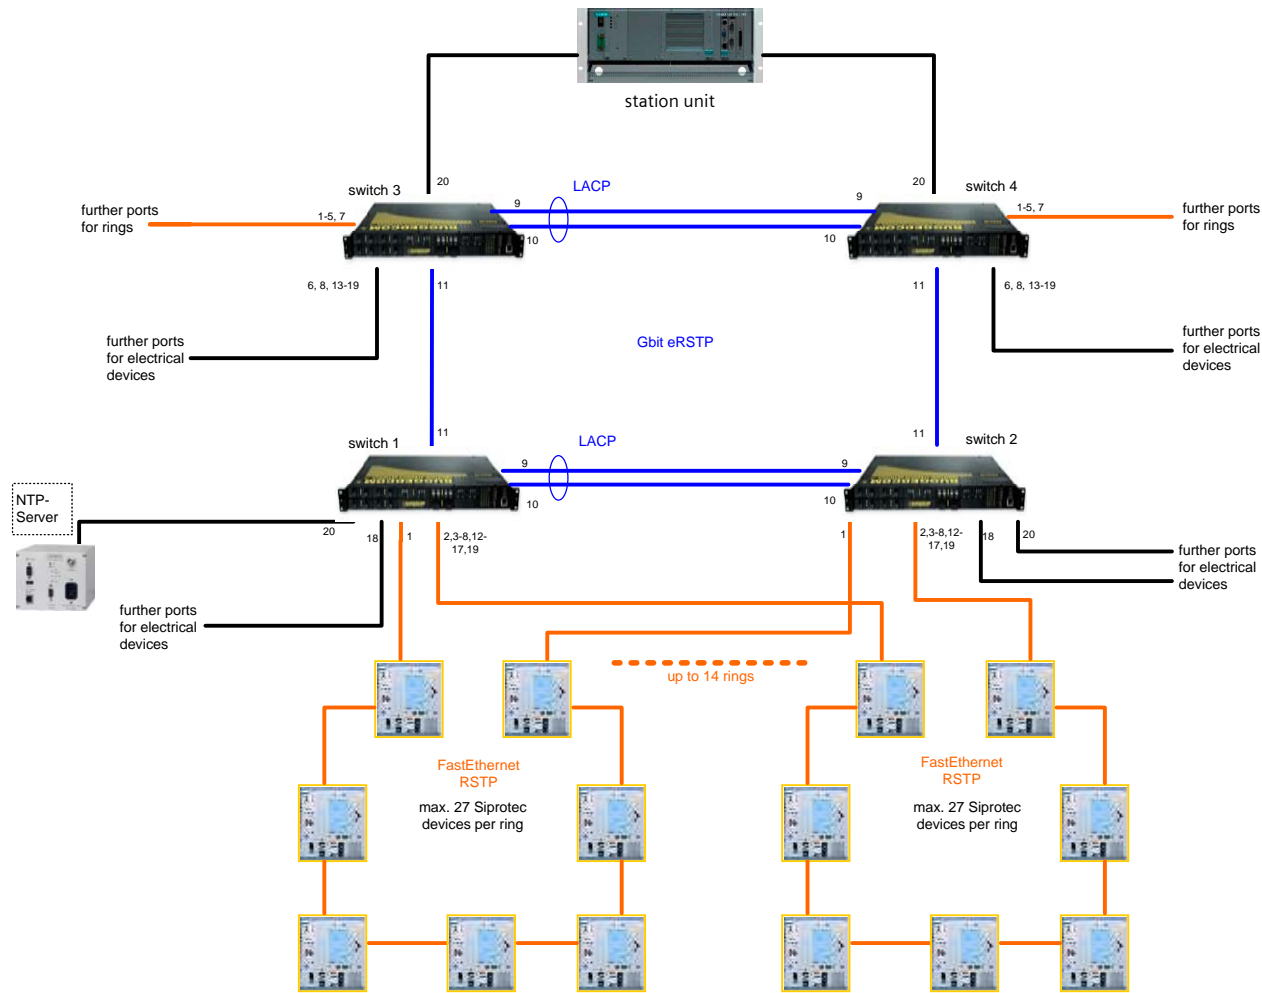 station unit
20
20
switch 3
LACP
switch 4
9
9
further ports
for rings
1-5, 7
1-5, 7
further ports
for rings
10
10
6, 8, 13-19
11
11
6, 8, 13-19
further ports
for electrical
devices
Gbit eRSTP
further ports
for electrical
devices
11
11
switch 1
LACP
switch 2
9
9
NTP-
Server
10
10
20
18
1
2,3-8,12-
17,19
1
2,3-8,12-
17,19
18
20
further ports
for electrical
devices
further ports
for electrical
devices
up to 14 rings
FastEthernet
RSTP
max. 27 Siprotec
devices per ring
FastEthernet
RSTP
max. 27 Siprotec
devices per ring